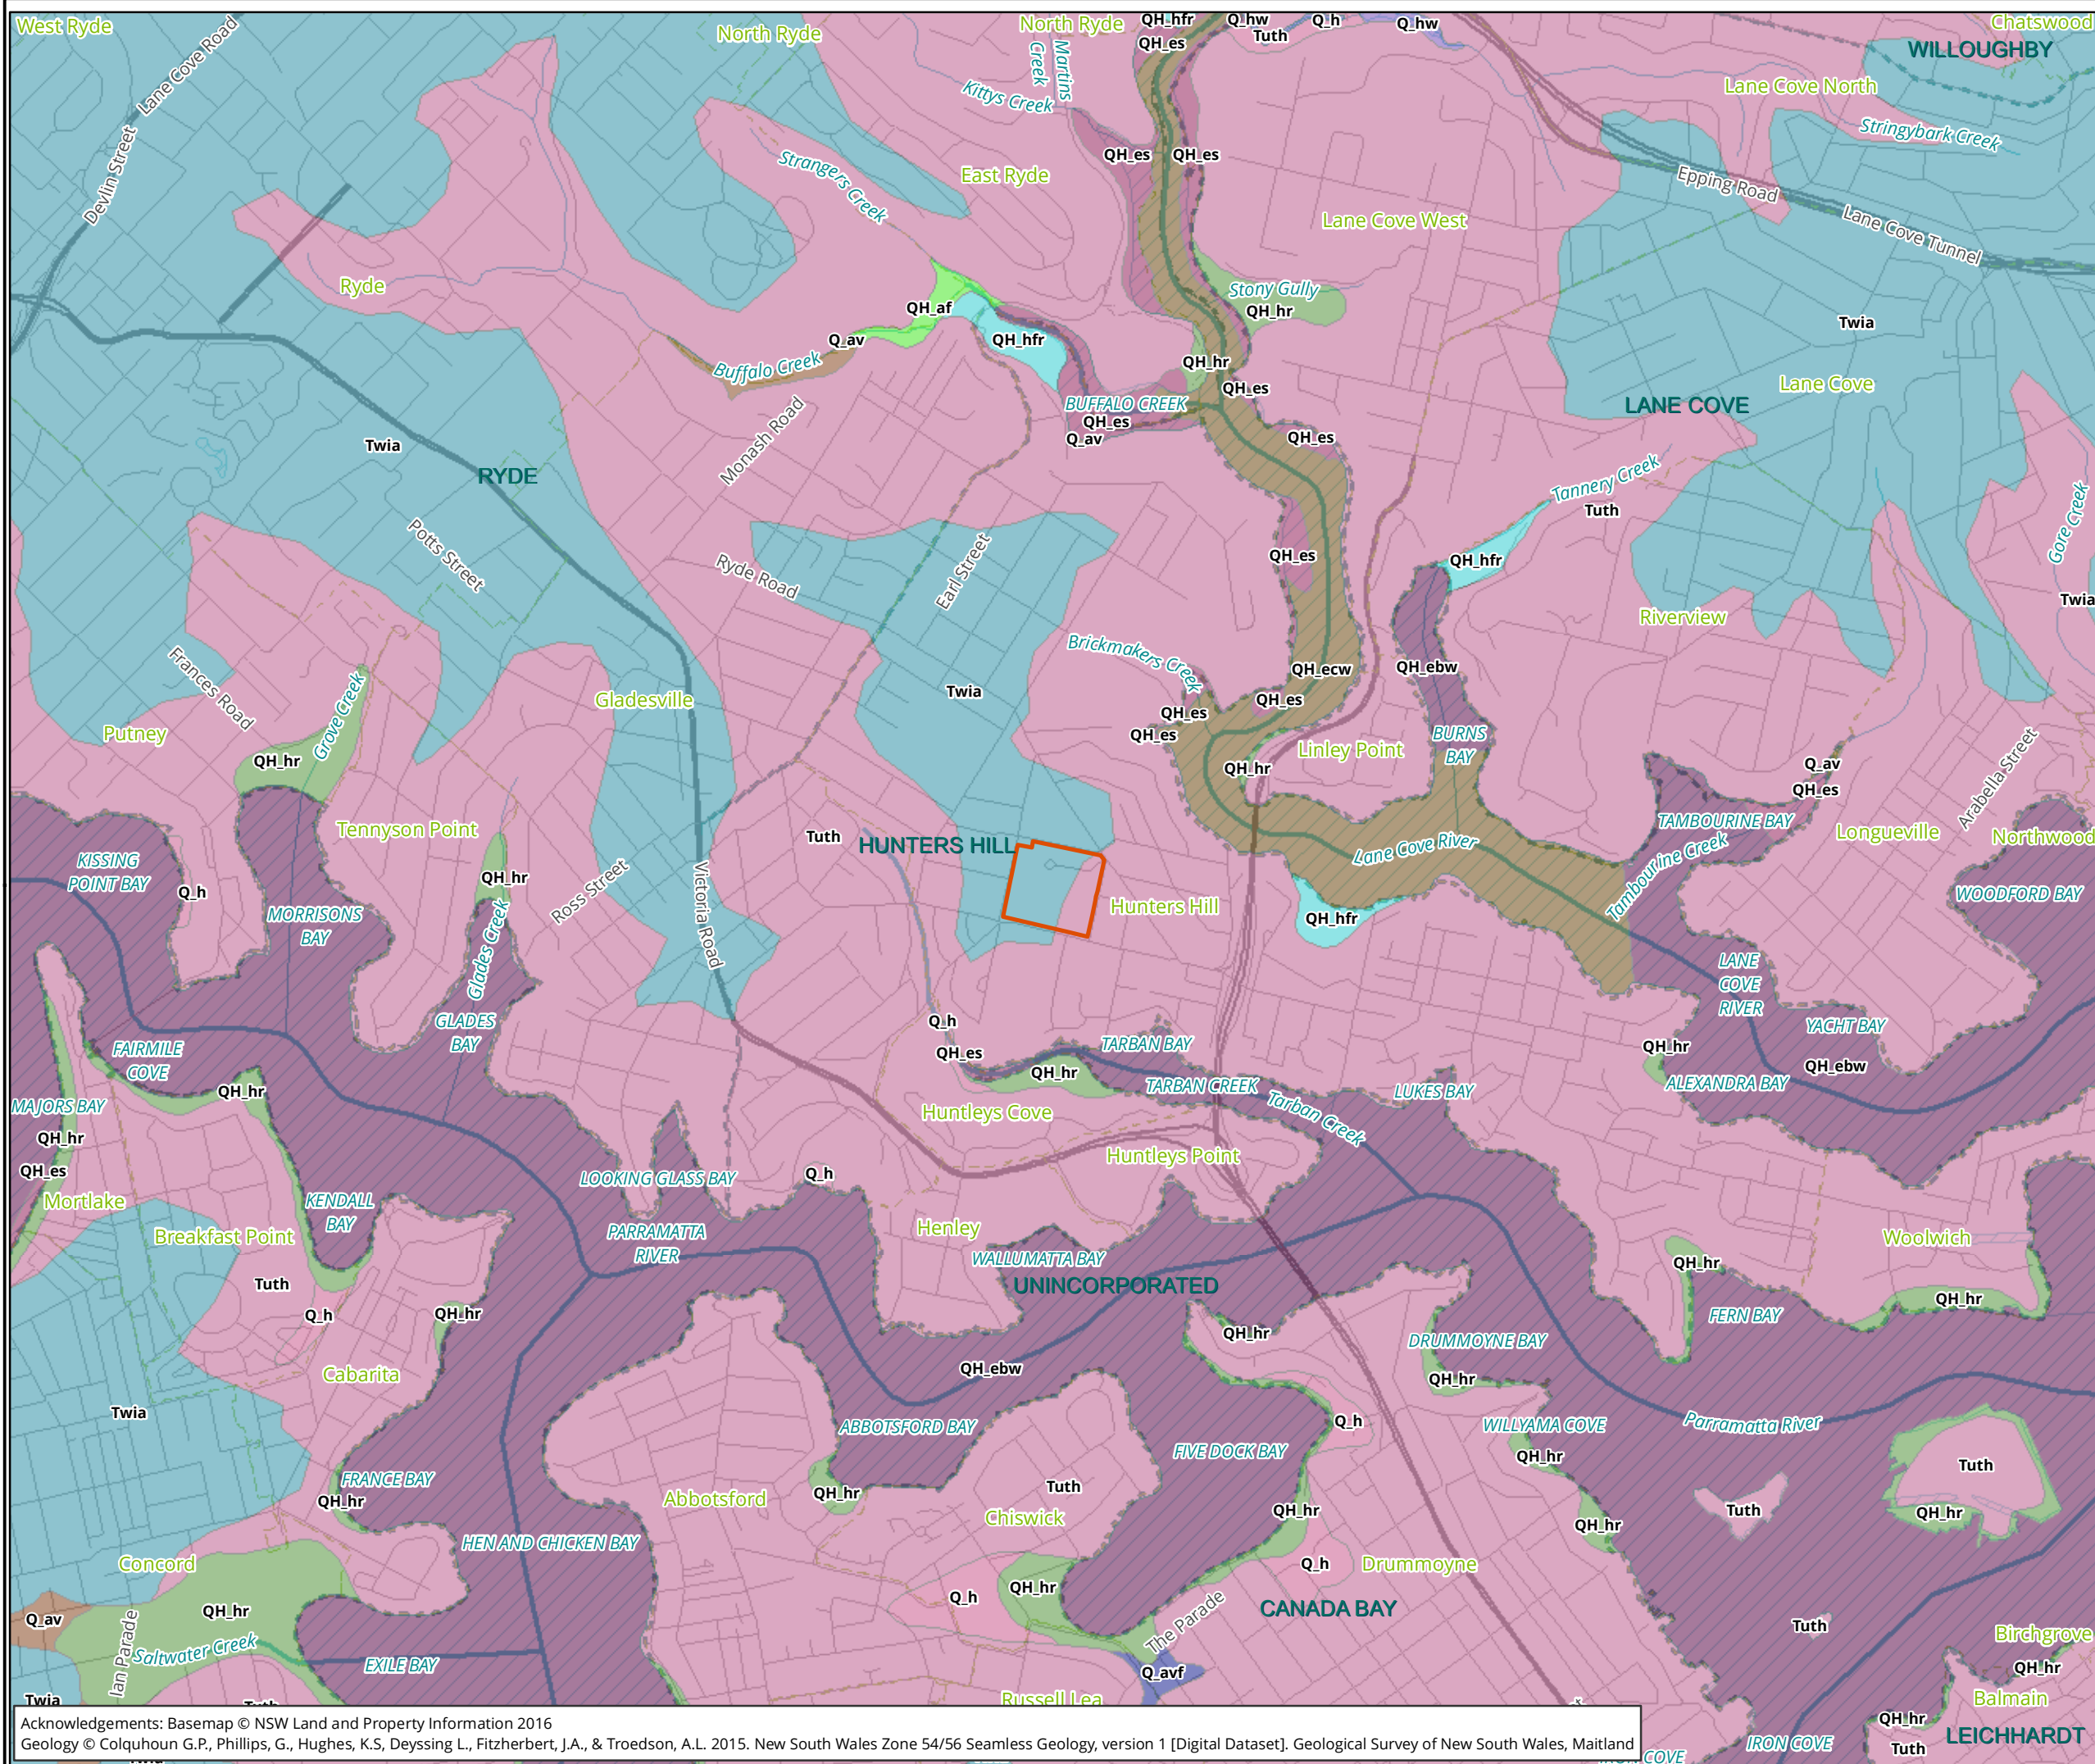 West Ryde
Lane Cove Road
North Ryde
North Ryde
QH_hfr
Q_hw
Q_h
Q_hw
Tuth
QH_es
Chatswood
WILLOUGHBY
Martins
Creek
Kittys Creek
Lane Cove North
Stringybark Creek
Devlin Street
Strangers Creek
East Ryde
QH_es
QH_es
Epping Road
Lane Cove Tunnel
Lane Cove West
Ryde
Stony Gully
QH_hr
QH_af
Q_av
QH_hfr
Twia
Buffalo Creek
QH_hr
QH_es
Lane Cove
LANE COVE
BUFFALO CREEK
QH_es
Q_av
QH_es
Monash Road
Twia
RYDE
Tannery Creek
Tuth
Gore Creek
Potts Street
Ryde Road
Earl Street
QH_es
QH_hfr
Twia
Riverview
Frances Road
Brickmakers Creek
QH_ecw
QH_ebw
Grove Creek
Gladesville
Twia
QH_es
QH_es
QH_es
Putney
QH_hr
BURNS
BAY
Linley Point
QH_hr
Q_av
QH_es
Arabella Street
Tennyson Point
Tuth
HUNTERS HILL
Lane Cove River
TAMBOURINE BAY
Tambourine Creek
Longueville
Northwood
KISSING
POINT BAY
Q_h
QH_hr
Ross Street
Victoria Road
WOODFORD BAY
MORRISONS
BAY
Glades Creek
Hunters Hill
QH_hfr
LANE
COVE
RIVER
GLADES
BAY
Q_h
QH_es
TARBAN BAY
QH_hr
YACHT BAY
QH_ebw
FAIRMILE
COVE
QH_hr
QH_hr
TARBAN CREEK
Tarban Creek
LUKES BAY
ALEXANDRA BAY
MAJORS BAY
QH_hr
QH_es
Huntleys Cove
Huntleys Point
LOOKING GLASS BAY
Q_h
Mortlake
KENDALL
BAY
Breakfast Point
PARRAMATTA
RIVER
Henley
WALLUMATTA BAY
UNINCORPORATED
Woolwich
QH_hr
Tuth
Q_h
QH_hr
QH_hr
FERN BAY
QH_hr
DRUMMOYNE BAY
Cabarita
QH_ebw
QH_hr
Twia
ABBOTSFORD BAY
Q_h
WILLYAMA COVE
Parramatta River
FIVE DOCK BAY
QH_hr
Tuth
FRANCE BAY
QH_hr
QH_hr
Tuth
Abbotsford
Chiswick
QH_hr
QH_hr
Tuth
QH_hr
HEN AND CHICKEN BAY
Concord
Q_h
Drummoyne
QH_hr
Q_h
CANADA BAY
Q_av
QH_hr
Ian Parade
Saltwater Creek
The Parade
Tuth
Birchgrove
EXILE BAY
Q_avf
QH_hr
Twia
Tuth
Russell Lea
Balmain
QH_hr
LEICHHARDT
IRON COVE
Tuth
IRON COVE
Twia
Acknowledgements: Basemap © NSW Land and Property Information 2016
Geology © Colquhoun G.P., Phillips, G., Hughes, K.S, Deyssing L., Fitzherbert, J.A., & Troedson, A.L. 2015. New South Wales Zone 54/56 Seamless Geology, version 1 [Digital Dataset]. Geological Survey of New South Wales, Maitland